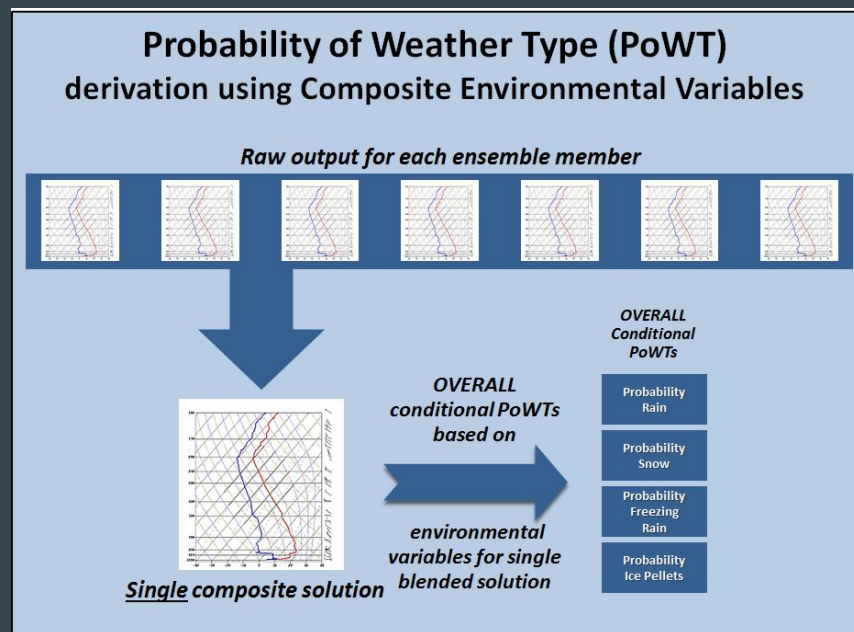 Probability of Weather Type (PoWT)
derivation using Composite Environmental Variables
Raw output for each ensemble member
OVERALL
Conditional
PoWTs
OVERALL
conditional PoWTs
based on
Probability
Rain
Probability
Snow
Probability
Freezing
Rain
Probability
Ice Pellets
environmental
variables for single
blended solution
Single composite solution